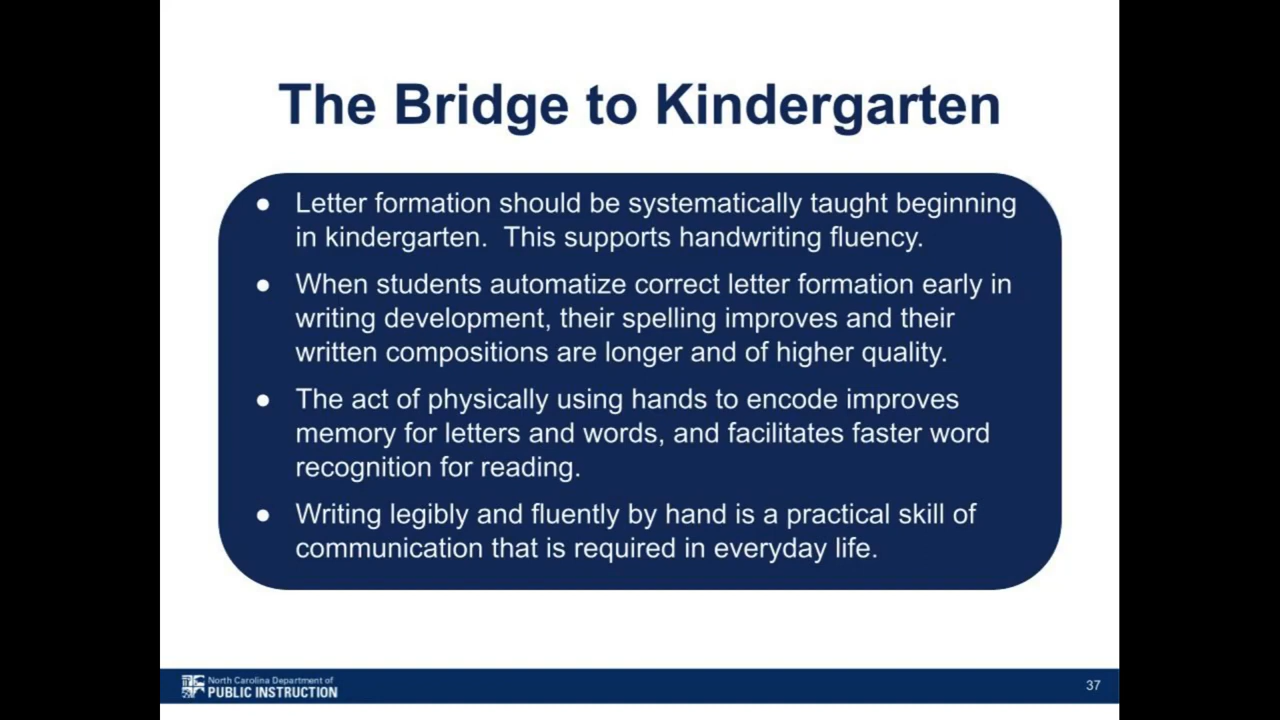 The Bridge to Kindergarten
● Letter formation should be systematically taught beginning
in kindergarten.  This supports handwriting fluency.
● When students automatize correct letter formation early in
writing development, their spelling improves and their
written compositions are longer and of higher quality.
● The act of physically using hands to encode improves
memory for letters and words, and facilitates faster word
recognition for reading.
● Writing legibly and fluently by hand is a practical skill of
communication that is required in everyday life.
North Carolina Department of
PUBLIC INSTRUCTION
37